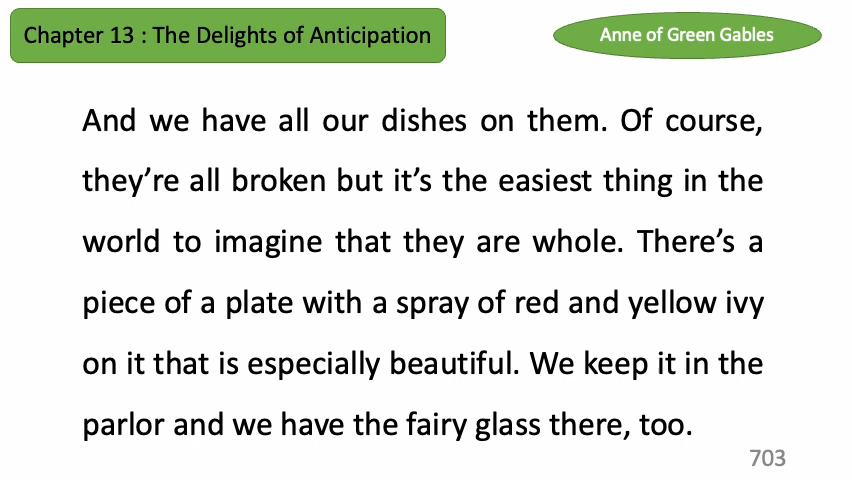 Chapter 13 : The Delights of Anticipation
Anne of Green Gables
And we have all our dishes on them. Of course,
they’re all broken but it’s the easiest thing in the
world to imagine that they are whole. There’s a
piece of a plate with a spray of red and yellow ivy
on it that is especially beautiful. We keep it in the
parlor and we have the fairy glass there, too.
703